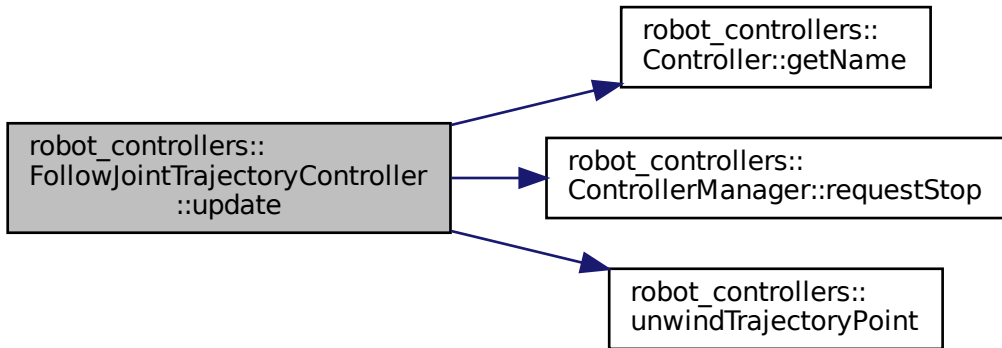 robot_controllers::
FollowJointTrajectoryController
::update
robot_controllers::
Controller::getName
robot_controllers::
ControllerManager::requestStop
robot_controllers::
unwindTrajectoryPoint